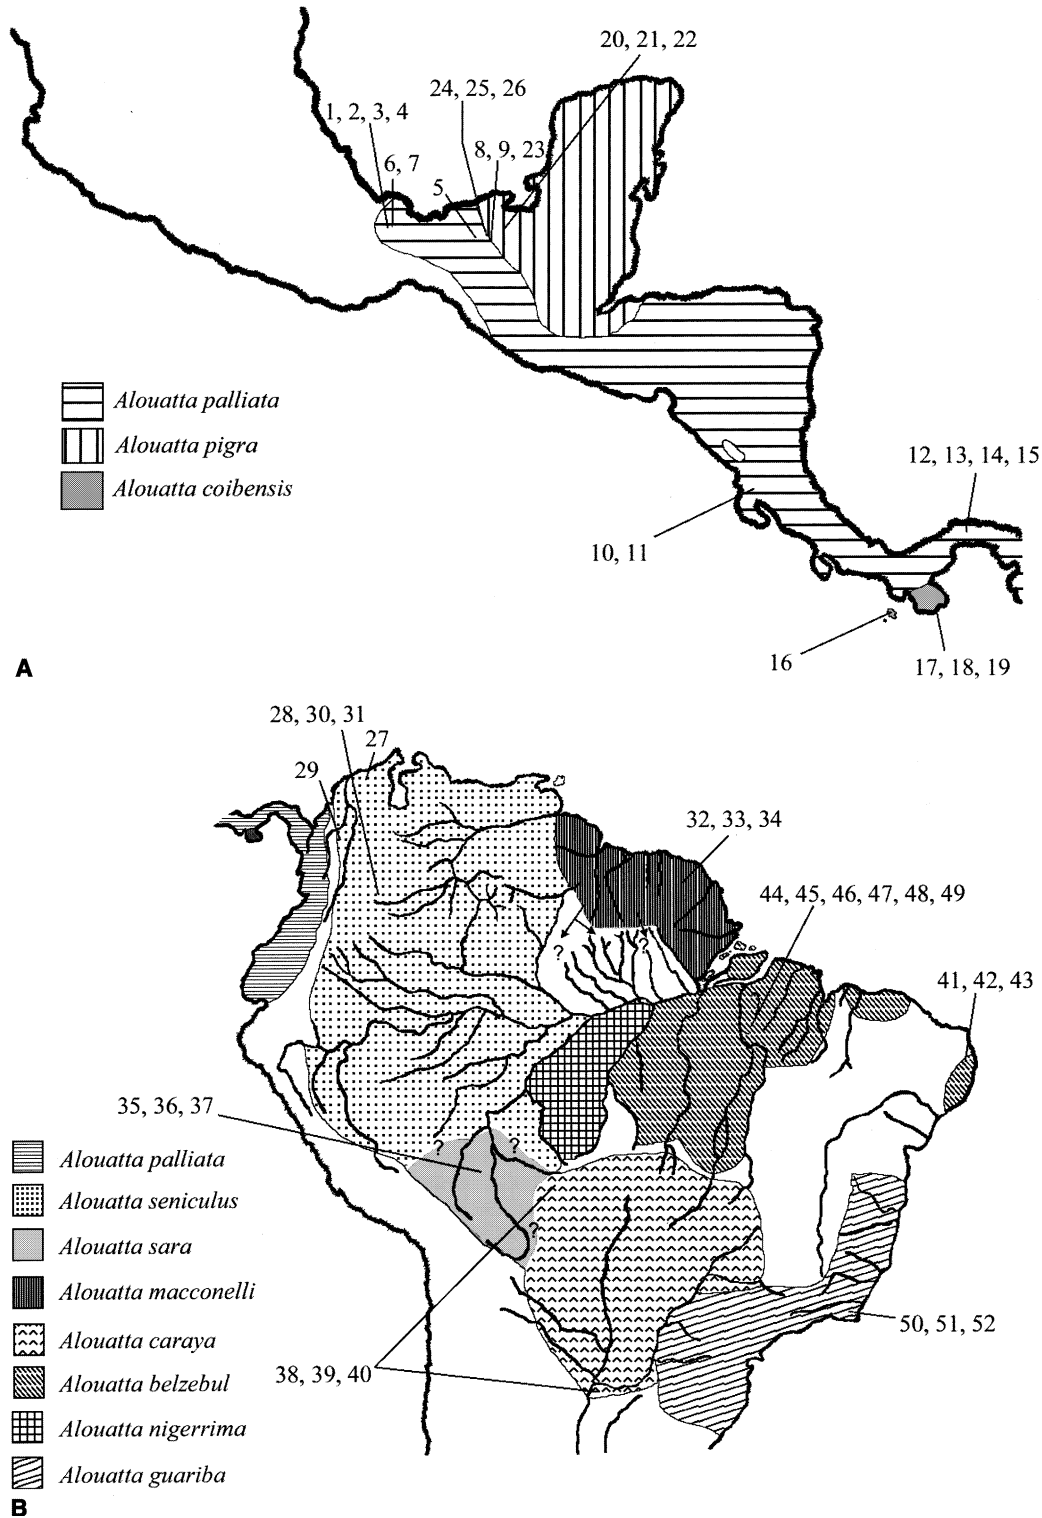 20, 21, 22
24, 25, 26
1, 2, 3, 4
8, 9, 23
6, 7
5
Alouatta palliata
Alouatta pigra
Alouatta coibensis
12, 13, 14, 15
10, 11
16
17, 18, 19
A
28, 30, 31
27
29
32, 33, 34
44, 45, 46, 47, 48, 49
?
?
?
41, 42, 43
35, 36, 37
?
?
?
Alouatta palliata
Alouatta seniculus
Alouatta sara
Alouatta macconelli
Alouatta caraya
Alouatta belzebul
Alouatta nigerrima
Alouatta guariba
50, 51, 52
38, 39, 40
B